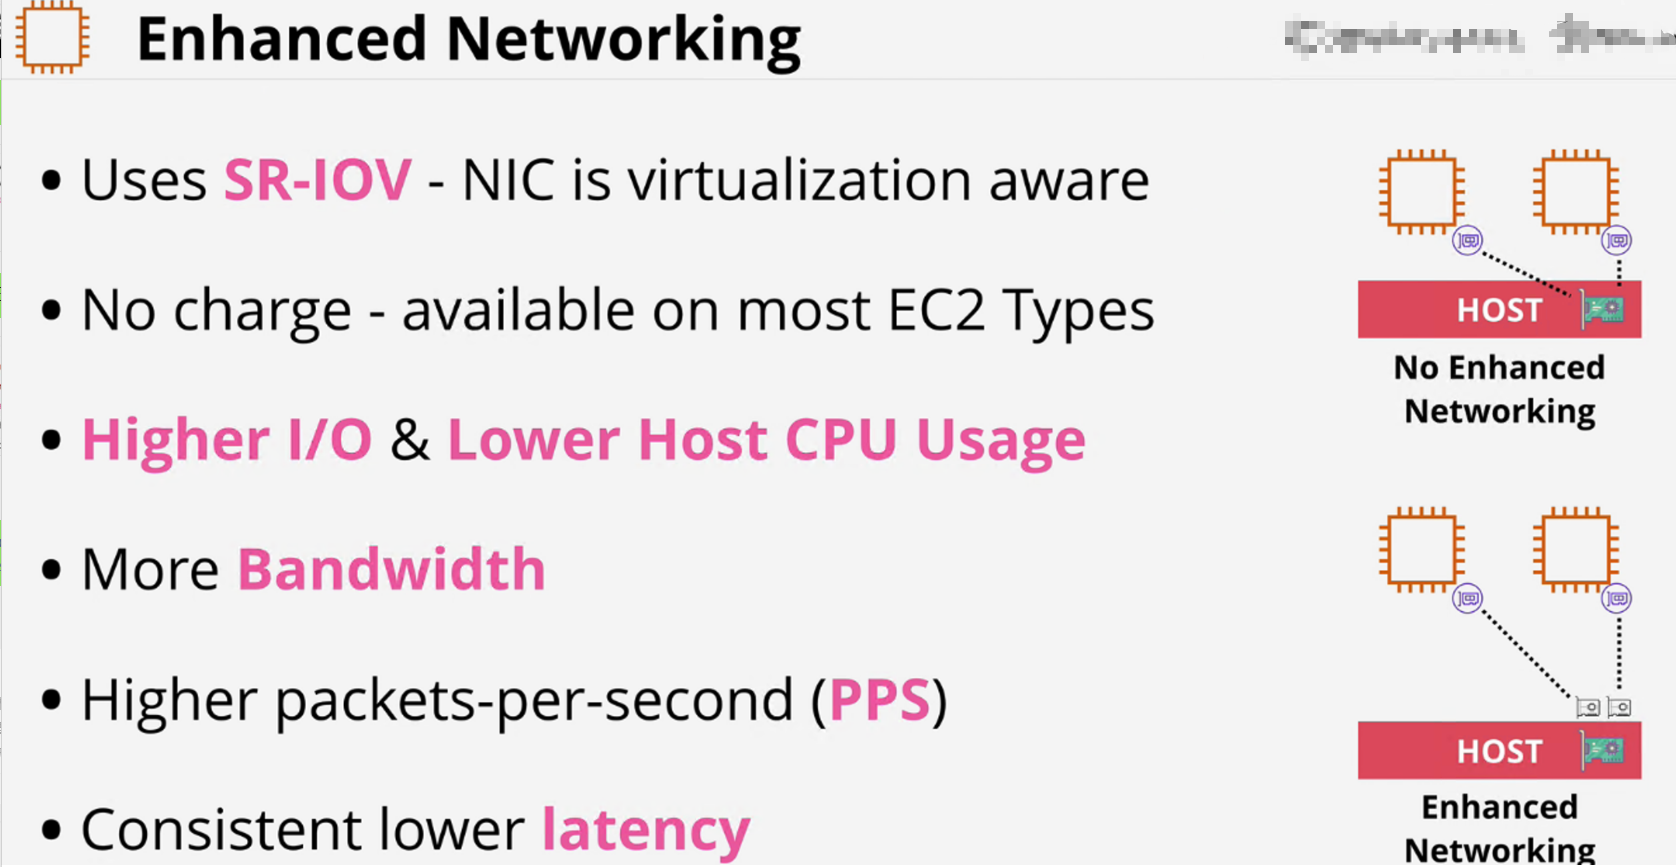 Enhanced Networking
• Uses SR-IOV - NIC is virtualization aware
• No charge - available on most EC2 Types
• Higher I/O & Lower Host CPU Usage
• More Bandwidth
• Higher packets-per-second (PPS)
• Consistent lower latency
HOST
No Enhanced
Networking
HOST
Enhanced
Networking